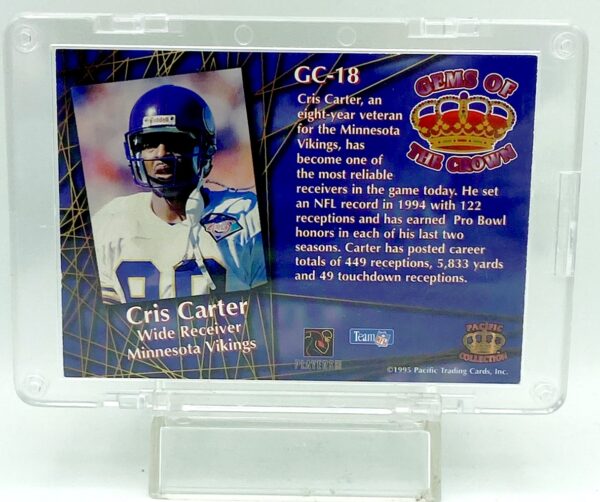 GC-18
Cris Carter, an
eight-year veteran
for the Minnesota
Vikings, has
become one of
the most reliable
receivers in the game today. He set
an NFL record in 1994 with 122
receptions and has earned Pro Bowl
honors in each of his last two
seasons. Carter has posted career
totals of 449 receptions, 5,833 yards
and 49 touchdown receptions.
GEMS OF
THE CROWN
Riddell
Cris Carter
Wide Receiver
Minnesota Vikings
PLAYERS
Team NFL
PACIFIC
COLLECTION
©1995 Pacific Trading Cards, Inc.